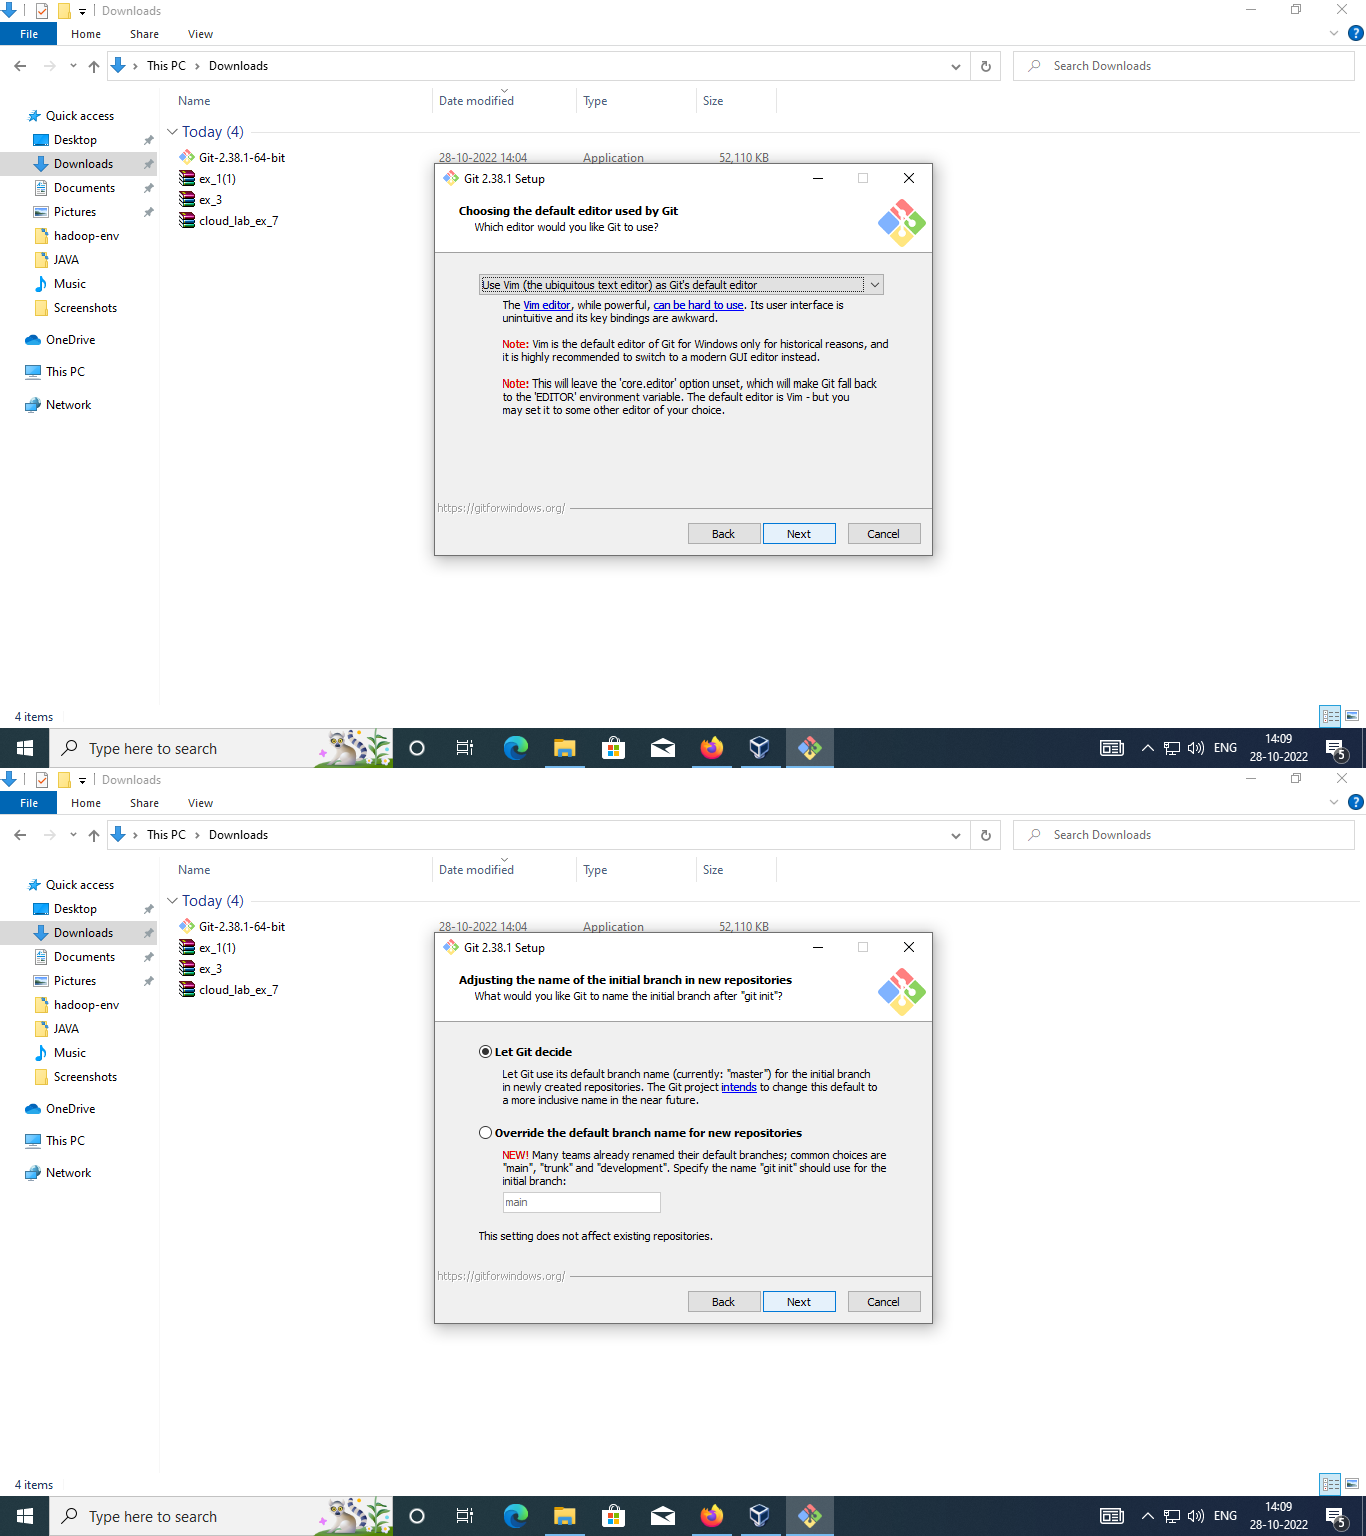 Downloads
File Home Share View
This PC Downloads
Search Downloads
Name Date modified Type Size
Quick access
Desktop
Downloads
Documents
Pictures
hadoop-env
JAVA
Music
Screenshots
OneDrive
This PC
Network
Today (4)
Git-2.38.1-64-bit 28-10-2022 14:04 Application 52,110 KB
ex_1(1)
ex_3
cloud_lab_ex_7
Git 2.38.1 Setup
Choosing the default editor used by Git
Which editor would you like Git to use?
Use Vim (the ubiquitous text editor) as Git's default editor
The Vim editor, while powerful, can be hard to use. Its user interface is
unintuitive and its key bindings are awkward.
Note: Vim is the default editor of Git for Windows only for historical reasons, and
it is highly recommended to switch to a modern GUI editor instead.
Note: This will leave the 'core.editor' option unset, which will make Git fall back
to the 'EDITOR' environment variable. The default editor is Vim - but you
may set it to some other editor of your choice.
https://gitforwindows.org/
Back Next Cancel
4 items
Type here to search
ENG
14:09
28-10-2022
5
Downloads
File Home Share View
This PC Downloads
Search Downloads
Name Date modified Type Size
Quick access
Desktop
Downloads
Documents
Pictures
hadoop-env
JAVA
Music
Screenshots
OneDrive
This PC
Network
Today (4)
Git-2.38.1-64-bit 28-10-2022 14:04 Application 52,110 KB
ex_1(1)
ex_3
cloud_lab_ex_7
Git 2.38.1 Setup
Adjusting the name of the initial branch in new repositories
What would you like Git to name the initial branch after "git init"?
Let Git decide
Let Git use its default branch name (currently: "master") for the initial branch
in newly created repositories. The Git project intends to change this default to
a more inclusive name in the near future.
Override the default branch name for new repositories
NEW! Many teams already renamed their default branches; common choices are
"main", "trunk" and "development". Specify the name "git init" should use for the
initial branch:
main
This setting does not affect existing repositories.
https://gitforwindows.org/
Back Next Cancel
4 items
Type here to search
ENG
14:09
28-10-2022
5